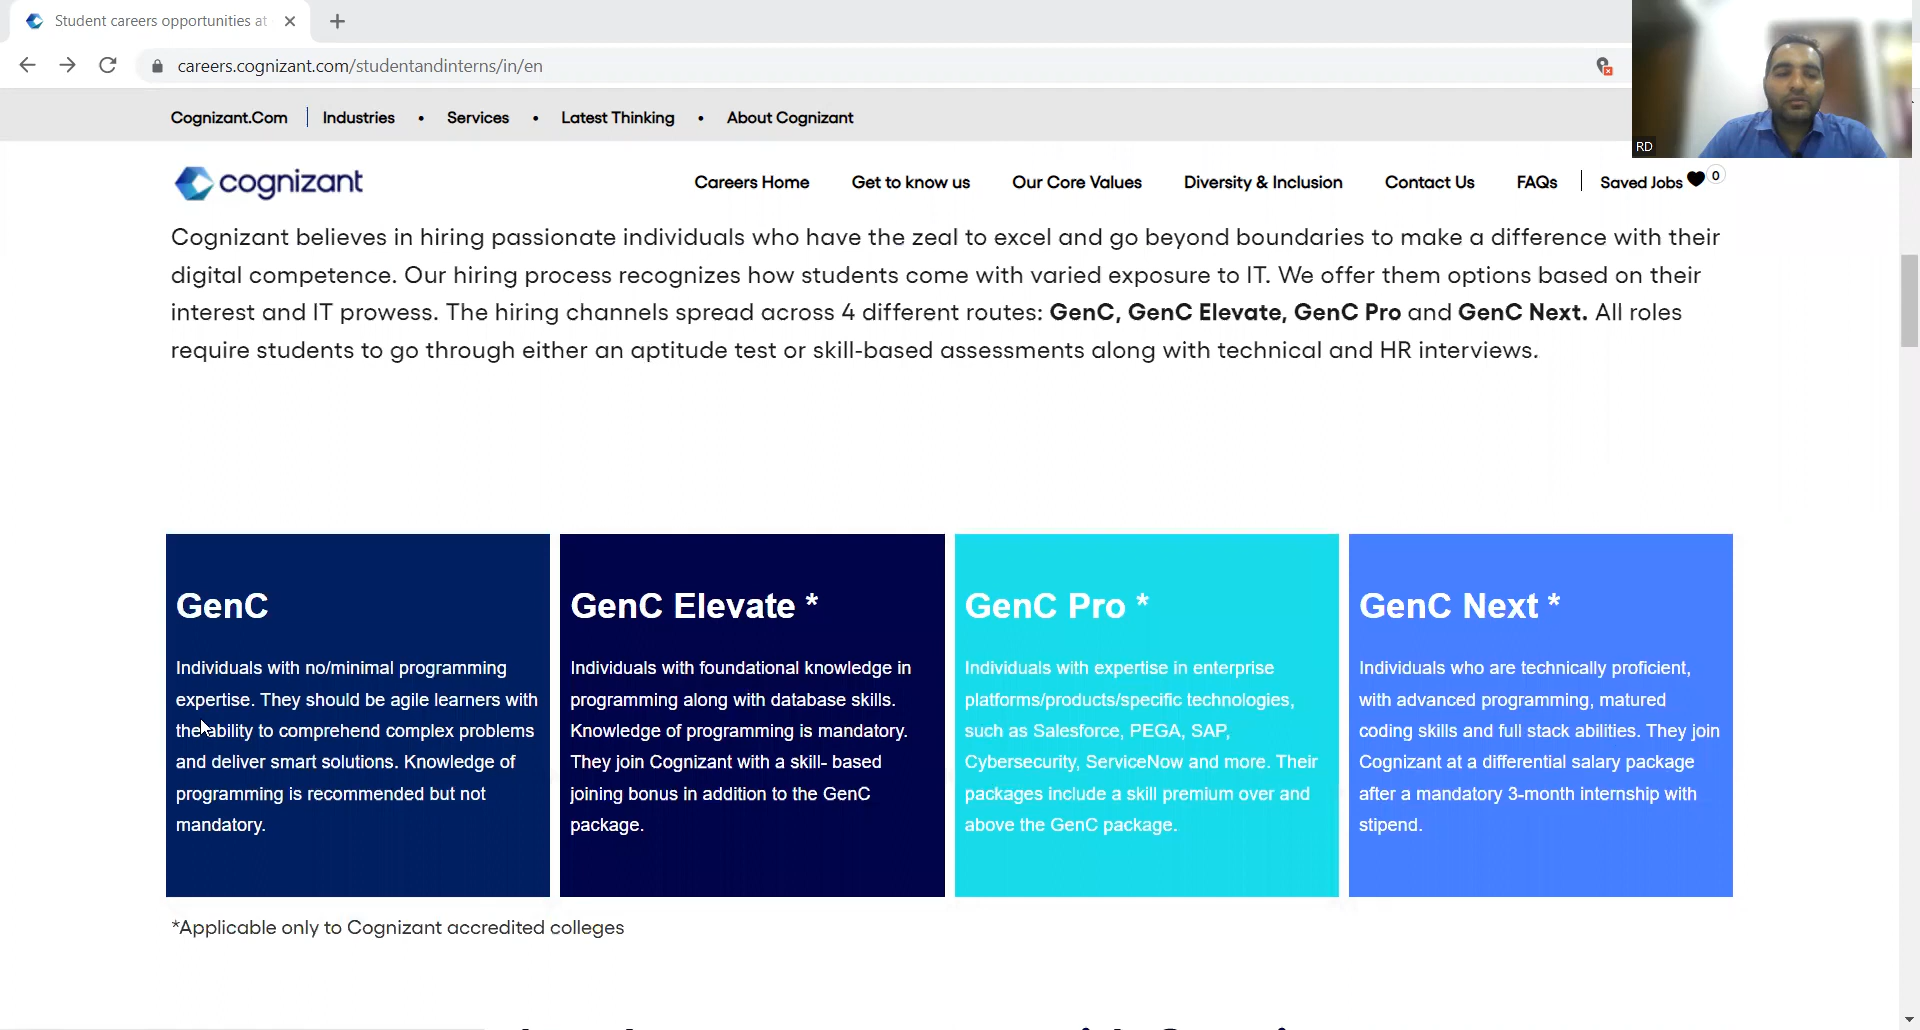 Student careers opportunities at
careers.cognizant.com/studentandinterns/in/en
Cognizant.Com Industries • Services • Latest Thinking • About Cognizant
RD
cognizant Careers Home Get to know us Our Core Values Diversity & Inclusion Contact Us FAQs Saved Jobs 0
Cognizant believes in hiring passionate individuals who have the zeal to excel and go beyond boundaries to make a difference with their
digital competence. Our hiring process recognizes how students come with varied exposure to IT. We offer them options based on their
interest and IT prowess. The hiring channels spread across 4 different routes: GenC, GenC Elevate, GenC Pro and GenC Next. All roles
require students to go through either an aptitude test or skill-based assessments along with technical and HR interviews.
GenC
Individuals with no/minimal programming
expertise. They should be agile learners with
the ability to comprehend complex problems
and deliver smart solutions. Knowledge of
programming is recommended but not
mandatory.
GenC Elevate *
Individuals with foundational knowledge in
programming along with database skills.
Knowledge of programming is mandatory.
They join Cognizant with a skill- based
joining bonus in addition to the GenC
package.
GenC Pro *
Individuals with expertise in enterprise
platforms/products/specific technologies,
such as Salesforce, PEGA, SAP,
Cybersecurity, ServiceNow and more. Their
packages include a skill premium over and
above the GenC package.
GenC Next *
Individuals who are technically proficient,
with advanced programming, matured
coding skills and full stack abilities. They join
Cognizant at a differential salary package
after a mandatory 3-month internship with
stipend.
*Applicable only to Cognizant accredited colleges